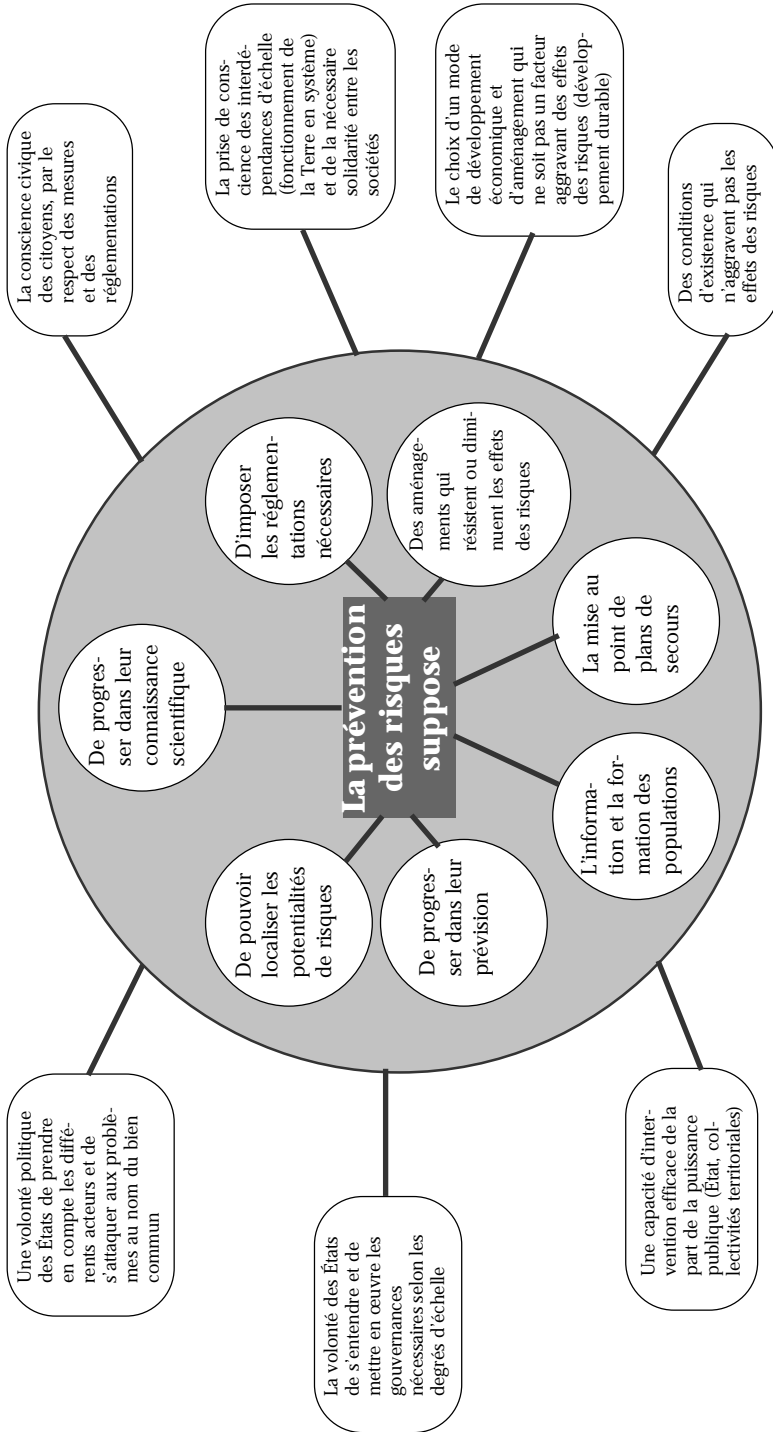 La prévention
des risques
suppose
De pouvoir
localiser les
potentialités
de risques
De progres-
ser dans leur
connaissance
scientifique
D'imposer
les réglemen-
tations
nécessaires
Des aménage-
ments qui
résistent ou dimi-
nuent les effets
des risques
La mise au
point de
plans de
secours
L'informa-
tion et la for-
mation des
populations
De progres-
ser dans leur
prévision
Une volonté politique
des États de prendre
en compte les diffé-
rents acteurs et de
s'attaquer aux problè-
mes au nom du bien
commun
La conscience civique
des citoyens, par le
respect des mesures
et des
réglementations
La prise de cons-
cience des interdé-
pendances d'échelle
(fonctionnement de
la Terre en système)
et de la nécessaire
solidarité entre les
sociétés
Le choix d'un mode
de développement
économique et
d'aménagement qui
ne soit pas un facteur
aggravant des effets
des risques (dévelop-
pement durable)
Des conditions
d'existence qui
n'aggravent pas les
effets des risques
Une capacité d'inter-
vention efficace de la
part de la puissance
publique (État, col-
lectivités territoriales)
La volonté des États
de s'entendre et de
mettre en œuvre les
gouvernances
nécessaires selon les
degrés d'échelle